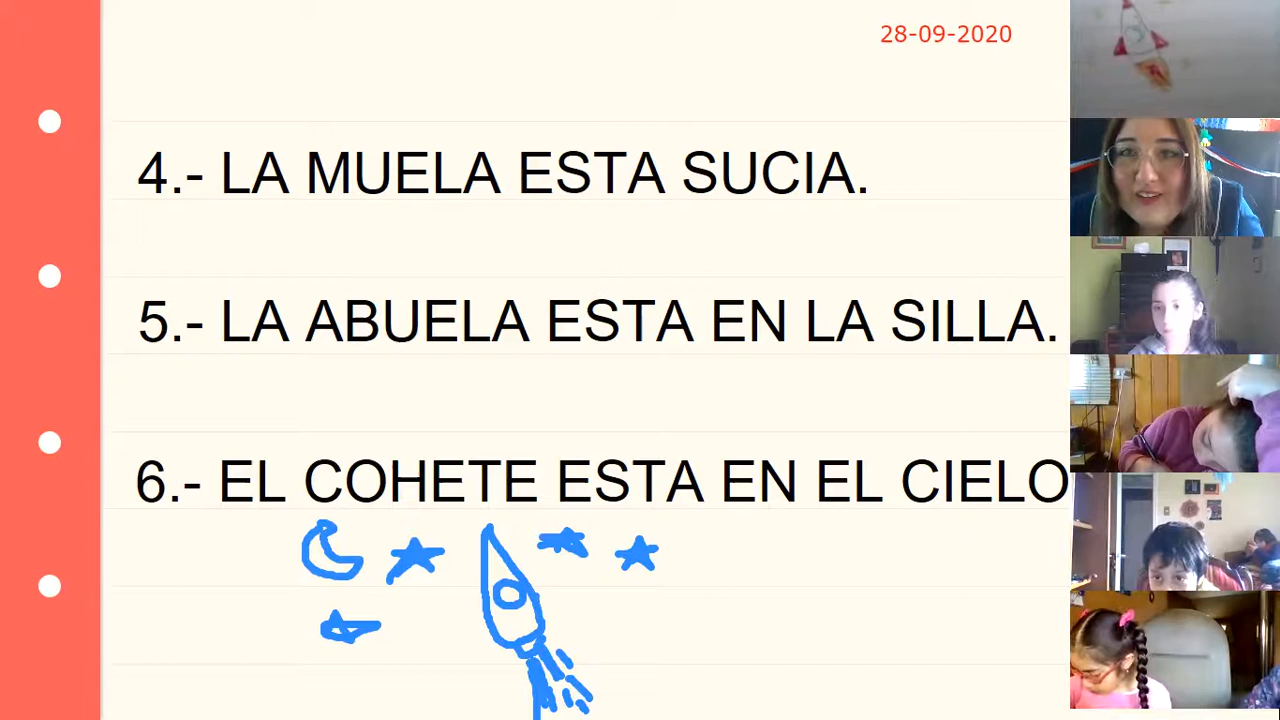 28-09-2020
4.- LA MUELA ESTA SUCIA.
5.- LA ABUELA ESTA EN LA SILLA.
6.- EL COHETE ESTA EN EL CIELO